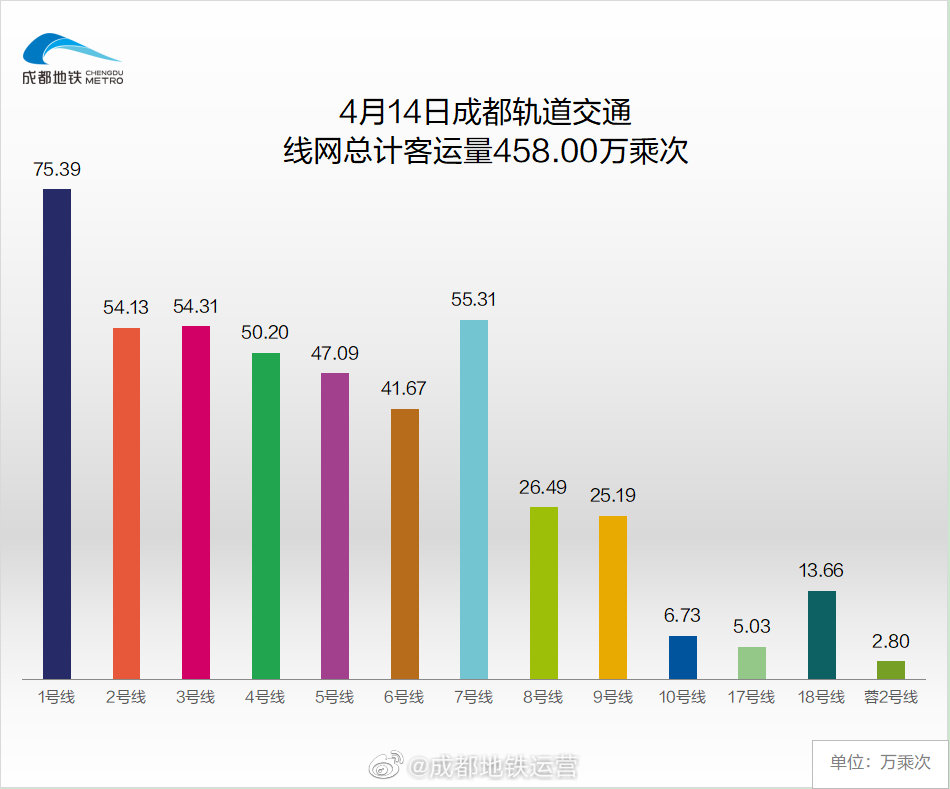 成都地铁 CHENGDU METRO
4月14日成都轨道交通
线网总计客运量458.00万乘次
75.39
54.13
54.31
50.20
47.09
41.67
55.31
26.49
25.19
6.73
5.03
13.66
2.80
1号线
2号线
3号线
4号线
5号线
6号线
7号线
8号线
9号线
10号线
17号线
18号线
蓉2号线
@成都地铁运营
单位：万乘次